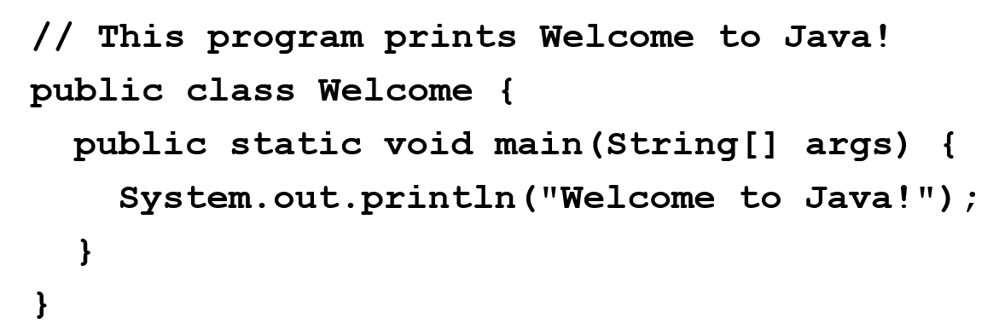 // This program prints Welcome to Java!
public class Welcome {
  public static void main(String[] args) {
    System.out.println("Welcome to Java!");
  }
}